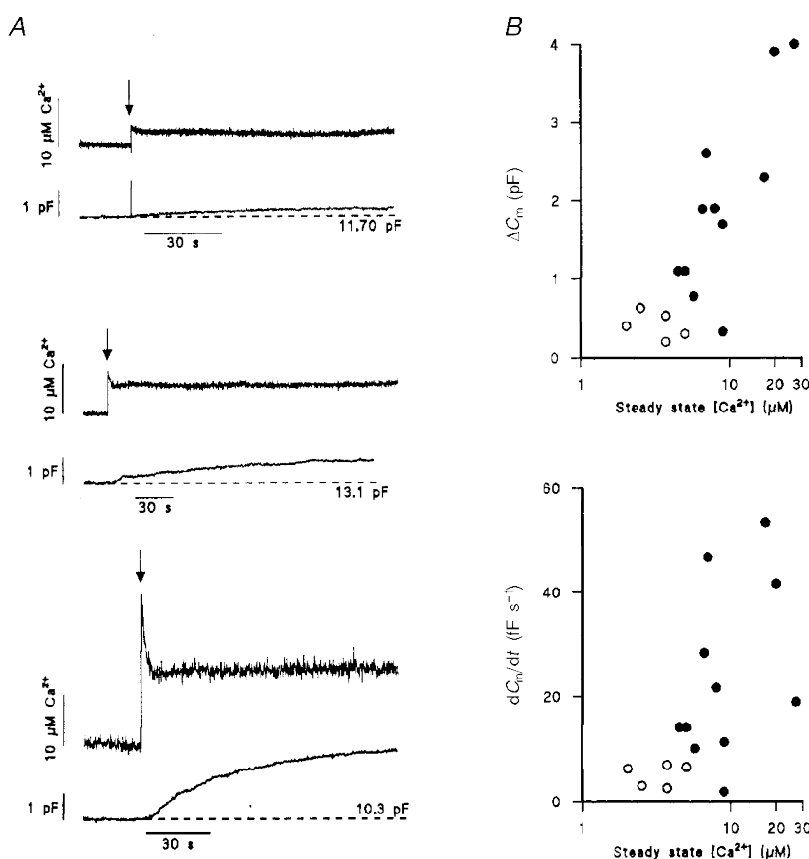 A
10 µM Ca²⁺
1 pF
11.70 pF
30 s
10 µM Ca²⁺
1 pF
13.1 pF
30 s
10 µM Ca²⁺
1 pF
10.3 pF
30 s
B
4
3
2
1
0
ΔCm (pF)
1 10 20 30
Steady state [Ca²⁺] (µM)
60
40
20
0
dCm/dt (fF s⁻¹)
1 10 20 30
Steady state [Ca²⁺] (µM)